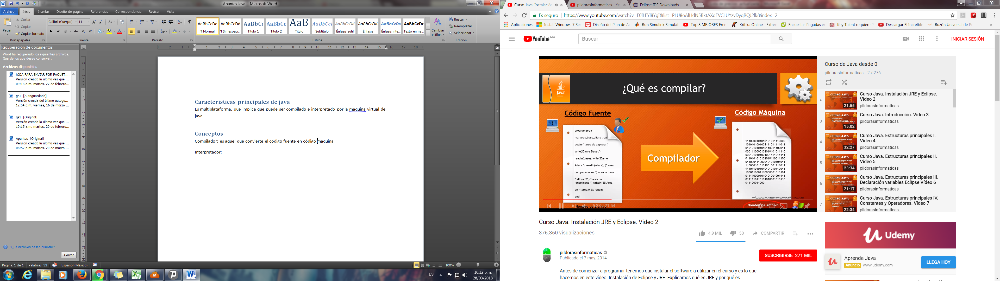 Apuntes Java - Microsoft Word
Archivo
Inicio
Insertar
Diseño de página
Referencias
Correspondencia
Revisar
Vista
Pegar
Cortar
Copiar
Copiar formato
Portapapeles
Calibri (Cuerpo)
11
Fuente
Párrafo
AaBbCcDd
¶ Normal
AaBbCcDd
¶ Sin espaci...
AaBbCc
Título 1
AaBbCc
Título 2
AaB
Título
AaBbCci
Subtítulo
AaBbCcDd
Énfasis sutil
AaBbCcDd
Énfasis
AaBbCcDd
Énfasis inte...
AaBbCcDc
Texto en ne...
Estilos
Cambiar
estilos
Buscar
Reemplazar
Seleccionar
Edición
Recuperación de documentos
Word ha recuperado los siguientes archivos.
Guarde los que desee conservar.
Archivos disponibles
hOJA PARA ENVIAR POR PAQUET...
Versión creada la última vez que ...
09:18 a.m. martes, 27 de febrero...
gs1 [Autoguardado]
Versión creada del último autogu...
12:54 p.m. viernes, 16 de marzo ...
gs1 [Original]
Versión creada la última vez que ...
10:15 a.m. martes, 20 de febrero...
Apuntes [Original]
Versión creada la última vez que ...
08:52 p.m. martes, 20 de marzo ...
¿Qué archivos desea guardar?
Cerrar
Características principales de java
Es multiplataforma, que implica que puede ser compilado e interpretado por la maquina virtual de
java
Conceptos
Compilador: es aquel que convierte el código fuente en código maquina
Interpretador:
Página: 1 de 1
Palabras: 33
Español (México)
100%
ES
10:12 p.m.
28/03/2018
Curso Java. Instalación
pildorasinformaticas - Yo
Eclipse IDE Downloads
Es seguro
https://www.youtube.com/watch?v=F0ILFYl8YgI&list=PLU8oAlHdN5BktAXdEVCLUYzvDyqRQJ2lk&index=2
Aplicaciones
Install Windows 7 Ser
Diseño del Plan de Ac
Run Simulink Simulat
Top 8 MEJORES Free
Kritika Online - Extrem
Encuestas Pagadas en
Key Talent requiere P
Descargar El Increíble
Buzón Universal de P
YouTube MX
Buscar
INICIAR SESIÓN
Java
¿Qué es compilar?
Código Fuente
Código Máquina
program prog1;
var area,base,altura :real;
begin (* area de captura *)
write('Dame Base :');
readln(base); write('Dame
Altura:'); readln(altura); (* area
de operaciones *) area := base
* altura / 2; (* area de
despliegue *) writeln('El Area
es =',area:0:2); readln;
end.
Compilador
PÍLDORASINFORMÁTICAS
Nombre de archivo:
Nombre de archivo:
Curso de Java desde 0
pildorasinformaticas - 2 / 276
Curso Java. Instalación JRE y Eclipse.
Vídeo 2
pildorasinformaticas
21:55
3
Curso Java. Introducción. Vídeo 3
pildorasinformaticas
15:02
4
Curso Java. Estructuras principales I.
Vídeo 4
pildorasinformaticas
32:27
5
Curso Java. Estructuras principales II.
Vídeo 5
pildorasinformaticas
23:34
6
Curso Java. Estructuras principales III.
Declaración variables Eclipse Vídeo 6
pildorasinformaticas
21:17
7
Curso Java. Estructuras principales IV.
Constantes y Operadores. Vídeo 7
pildorasinformaticas
22:34
Curso Java. Instalación JRE y Eclipse. Vídeo 2
376.360 visualizaciones
4,9 MIL
50
COMPARTIR
pildorasinformaticas
Publicado el 7 may. 2014
SUSCRIBIRSE 271 MIL
Antes de comenzar a programar tenemos que instalar el software a utilizar en el curso y es lo que
hacemos en este vídeo. Instalación de Eclipse y JRE. Explicamos qué es JRE y por qué es
Udemy
Aprende Java
Anuncio www.udemy.com
LLEGA HOY